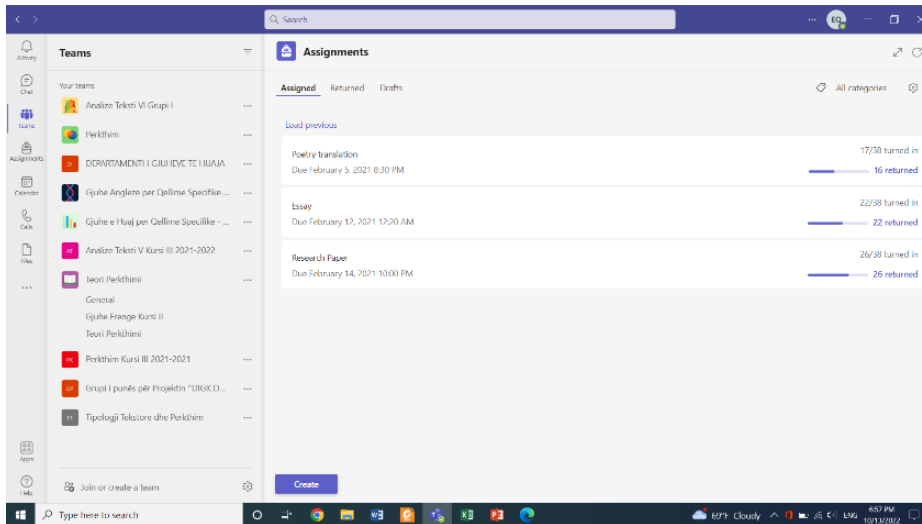 Search
EQ
Activity
Chat
Teams
Assignments
Calendar
Calls
Files
Apps
Help
Teams
Your teams
Analize Teksti VI Grupi I
Perkthim
DEPARTAMENTI I GJUHEVE TE HUAJA
Gjuhe Angleze per Qellime Specifike ...
Gjuhe e Huaj per Qellime Specifike - ...
AT Analize Teksti V Kursi III 2021-2022
Teori Perkthimi
General
Gjuhe Frenge Kursi II
Teori Perkthimi
PK Perkthim Kursi III 2021-2021
GP Grupi i punës për Projektin "DIGICO...
TT Tipologji Tekstore dhe Perkthim
Join or create a team
Assignments
Assigned Returned Drafts
All categories
Load previous
Poetry translation
17/38 turned in
Due February 5, 2021 8:30 PM
16 returned
Essay
22/38 turned in
Due February 12, 2021 12:20 AM
22 returned
Research Paper
26/38 turned in
Due February 14, 2021 10:00 PM
26 returned
Create
Type here to search
69°F Cloudy
ENG
6:57 PM
10/13/2022